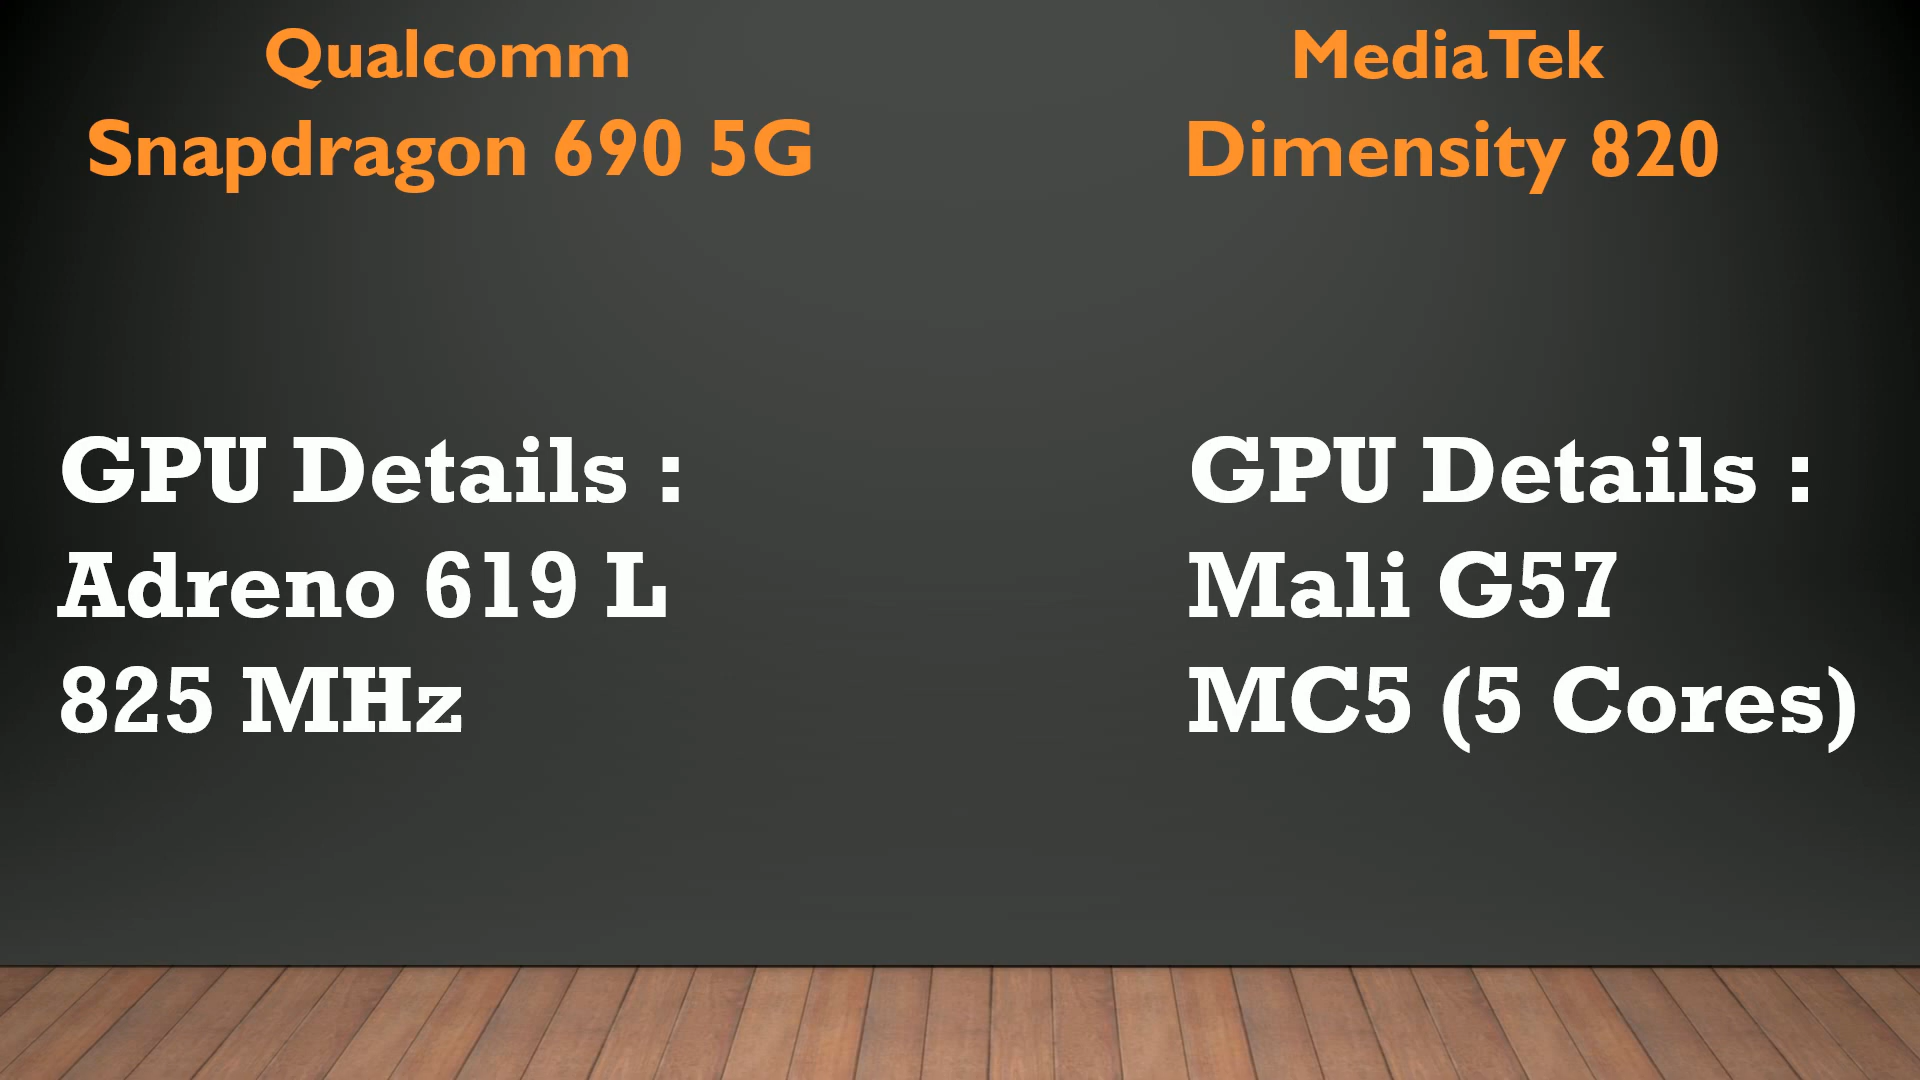 Qualcomm
Snapdragon 690 5G
GPU Details :
Adreno 619 L
825 MHz
MediaTek
Dimensity 820
GPU Details :
Mali G57
MC5 (5 Cores)